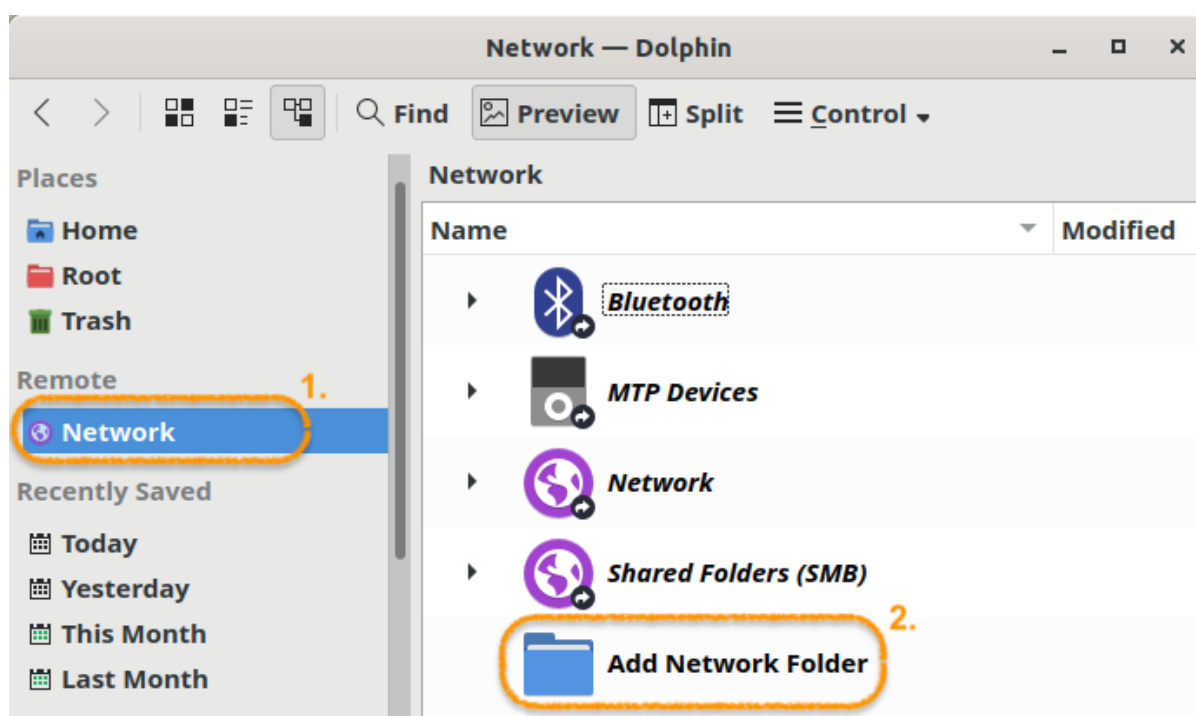 Network — Dolphin
Find Preview Split Control
Places
Home
Root
Trash
Remote
1.
Network
Recently Saved
Today
Yesterday
This Month
Last Month
Network
Name Modified
Bluetooth
MTP Devices
Network
Shared Folders (SMB)
2.
Add Network Folder